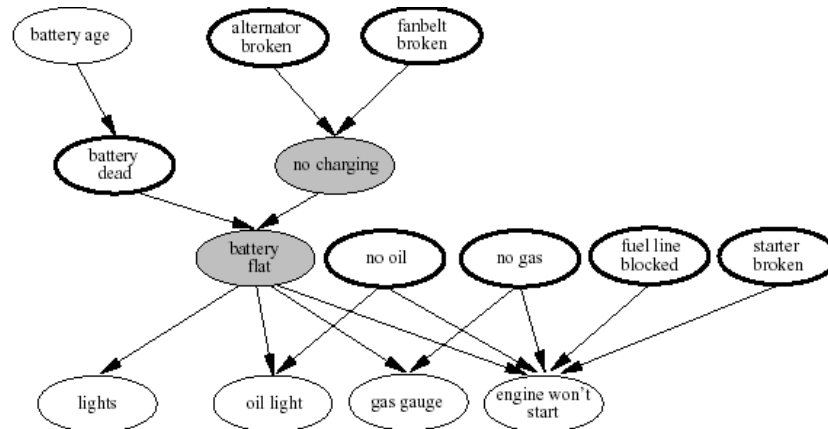 battery age
alternator
broken
fanbelt
broken
battery
dead
no charging
battery
flat
no oil
no gas
fuel line
blocked
starter
broken
lights
oil light
gas gauge
engine won't
start